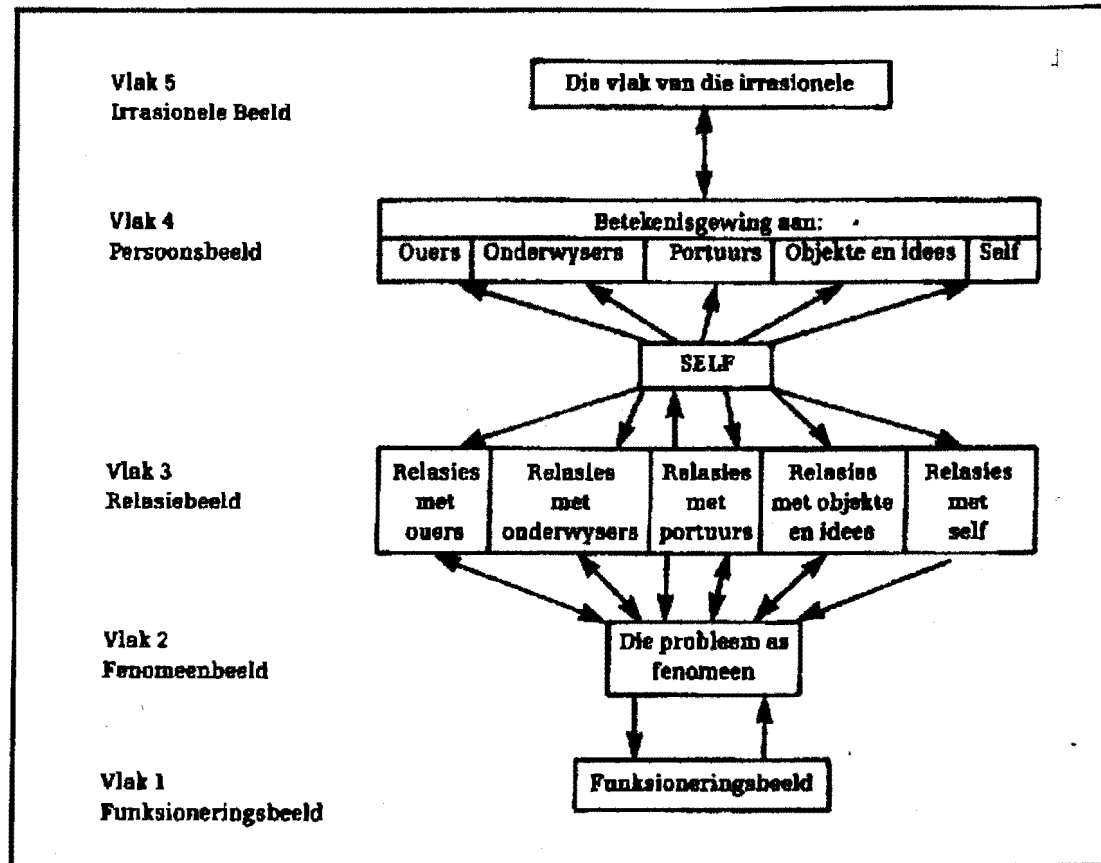 Vlak 5
Irrasionele Beeld
Die vlak van die irrasionele
Vlak 4
Persoonsbeeld
Betekenisgewing aan:
Ouers Onderwysers Portuurs Objekte en idees Self
SELF
Vlak 3
Relasiebeeld
Relasies
met
ouers
Relasies
met
onderwysers
Relasies
met
portuurs
Relasies
met objekte
en idees
Relasies
met
self
Vlak 2
Fenomeenbeeld
Die probleem as
fenomeen
Vlak 1
Funksioneringsbeeld
Funksioneringsbeeld